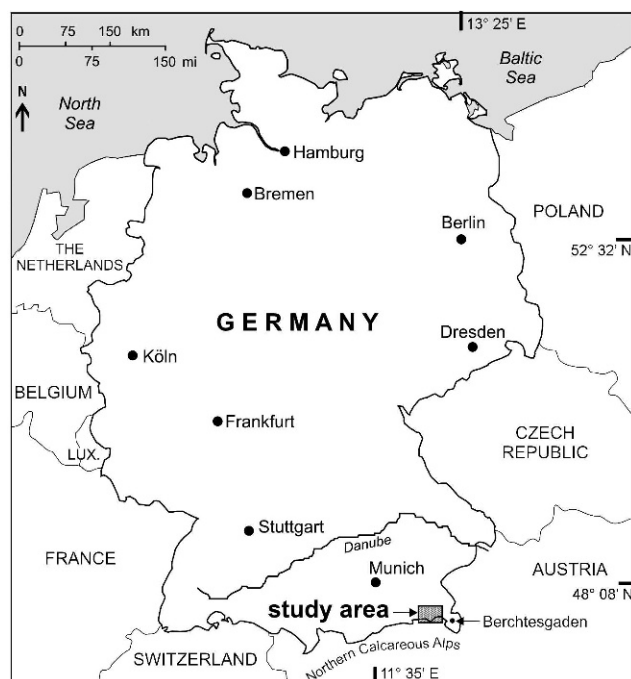 0 75 150 km
0 75 150 mi
13° 25' E
Baltic
Sea
N
North
Sea
Hamburg
Bremen
Berlin
POLAND
THE
NETHERLANDS
52° 32' N
GERMANY
Dresden
Köln
BELGIUM
Frankfurt
LUX.
CZECH
REPUBLIC
Stuttgart
Danube
FRANCE
Munich
AUSTRIA
48° 08' N
study area
Berchtesgaden
Northern Calcareous Alps
SWITZERLAND
11° 35' E